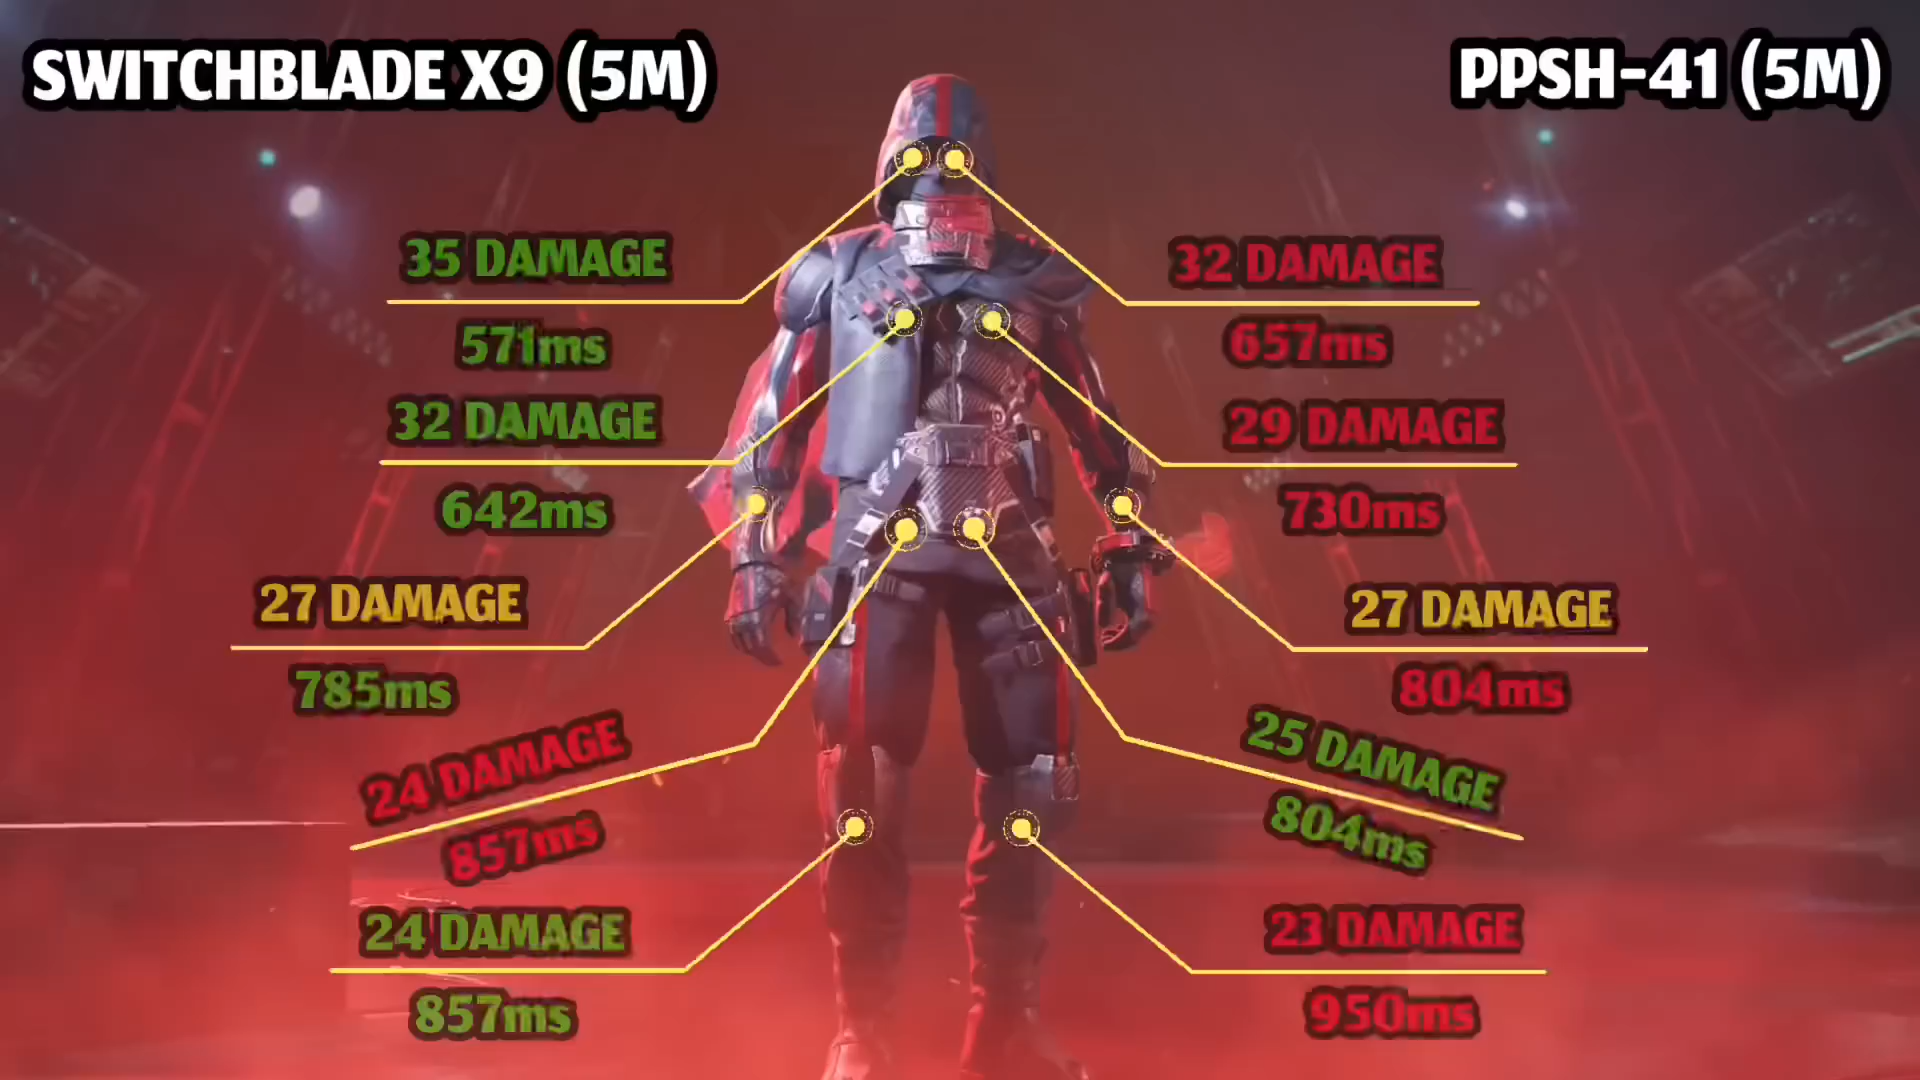 SWITCHBLADE X9 (5M)
35 DAMAGE
571ms
32 DAMAGE
642ms
27 DAMAGE
785ms
24 DAMAGE
857ms
24 DAMAGE
857ms
PPSH-41 (5M)
32 DAMAGE
657ms
29 DAMAGE
730ms
27 DAMAGE
804ms
25 DAMAGE
804ms
23 DAMAGE
950ms